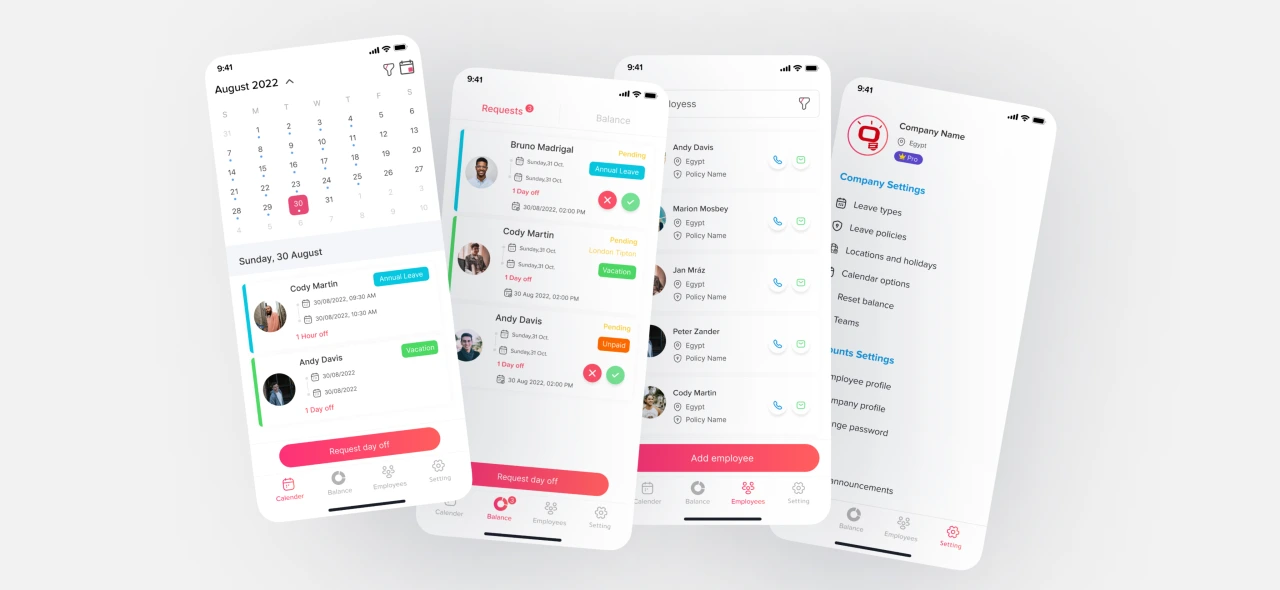 9:41
August 2022
S M T W T F S
31 1 2 3 4 5 6
7 8 9 10 11 12 13
14 15 16 17 18 19 20
21 22 23 24 25 26 27
28 29 30 31 1 2 3
4 5 6 7 8 9 10
Sunday, 30 August
Cody Martin
Annual Leave
30/08/2022, 09:30 AM
30/08/2022, 10:30 AM
1 Hour off
Andy Davis
Vacation
30/08/2022
30/08/2022
1 Day off
Request day off
Calender Balance Employees Setting
9:41
Requests 3 Balance
Bruno Madrigal
Pending
Sunday,31 Oct.
Annual Leave
Sunday,31 Oct.
1 Day off
30/08/2022, 02:00 PM
Cody Martin
Pending
Sunday,31 Oct.
London Tamin
Sunday,31 Oct.
Vacation
1 Day off
30 Aug 2022, 02:00 PM
Andy Davis
Pending
Sunday,31 Oct.
Unpaid
Sunday,31 Oct.
1 Day off
30 Aug 2022, 02:00 PM
Request day off
Calender Balance 3 Employees Setting
9:41
loyess
Andy Davis
Egypt
Policy Name
Marion Mosbey
Egypt
Policy Name
Jan Mráz
Egypt
Policy Name
Peter Zander
Egypt
Policy Name
Cody Martin
Egypt
Policy Name
Add employee
Calender Balance Employees Setting
9:41
Company Name
Egypt
Pro
Company Settings
Leave types
Leave policies
Locations and holidays
Calendar options
Reset balance
Teams
ounts Settings
mployee profile
mpany profile
nge password
announcements
Balance Employees Setting